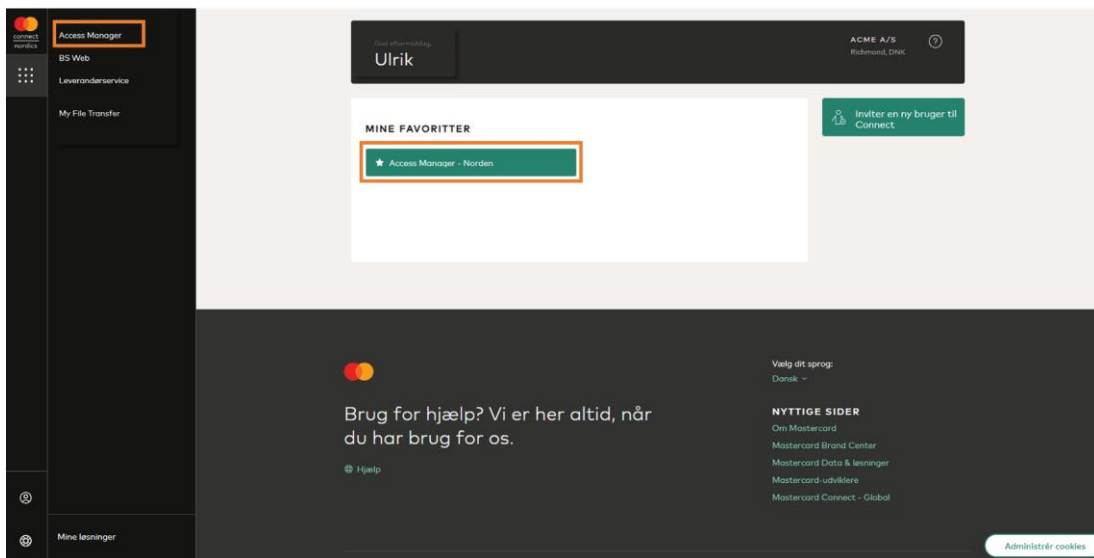 connect
nordics
Access Manager
BS Web
Leverandørservice
My File Transfer
Mine løsninger
God eftermiddag,
Ulrik
ACME A/S
Richmond, DNK
?
MINE FAVORITTER
★ Access Manager - Norden
Inviter en ny bruger til
Connect
Brug for hjælp? Vi er her altid, når
du har brug for os.
Hjælp
Vælg dit sprog:
Dansk
NYTTIGE SIDER
Om Mastercard
Mastercard Brand Center
Mastercard Data & løsninger
Mastercard-udviklere
Mastercard Connect - Global
Administrér cookies